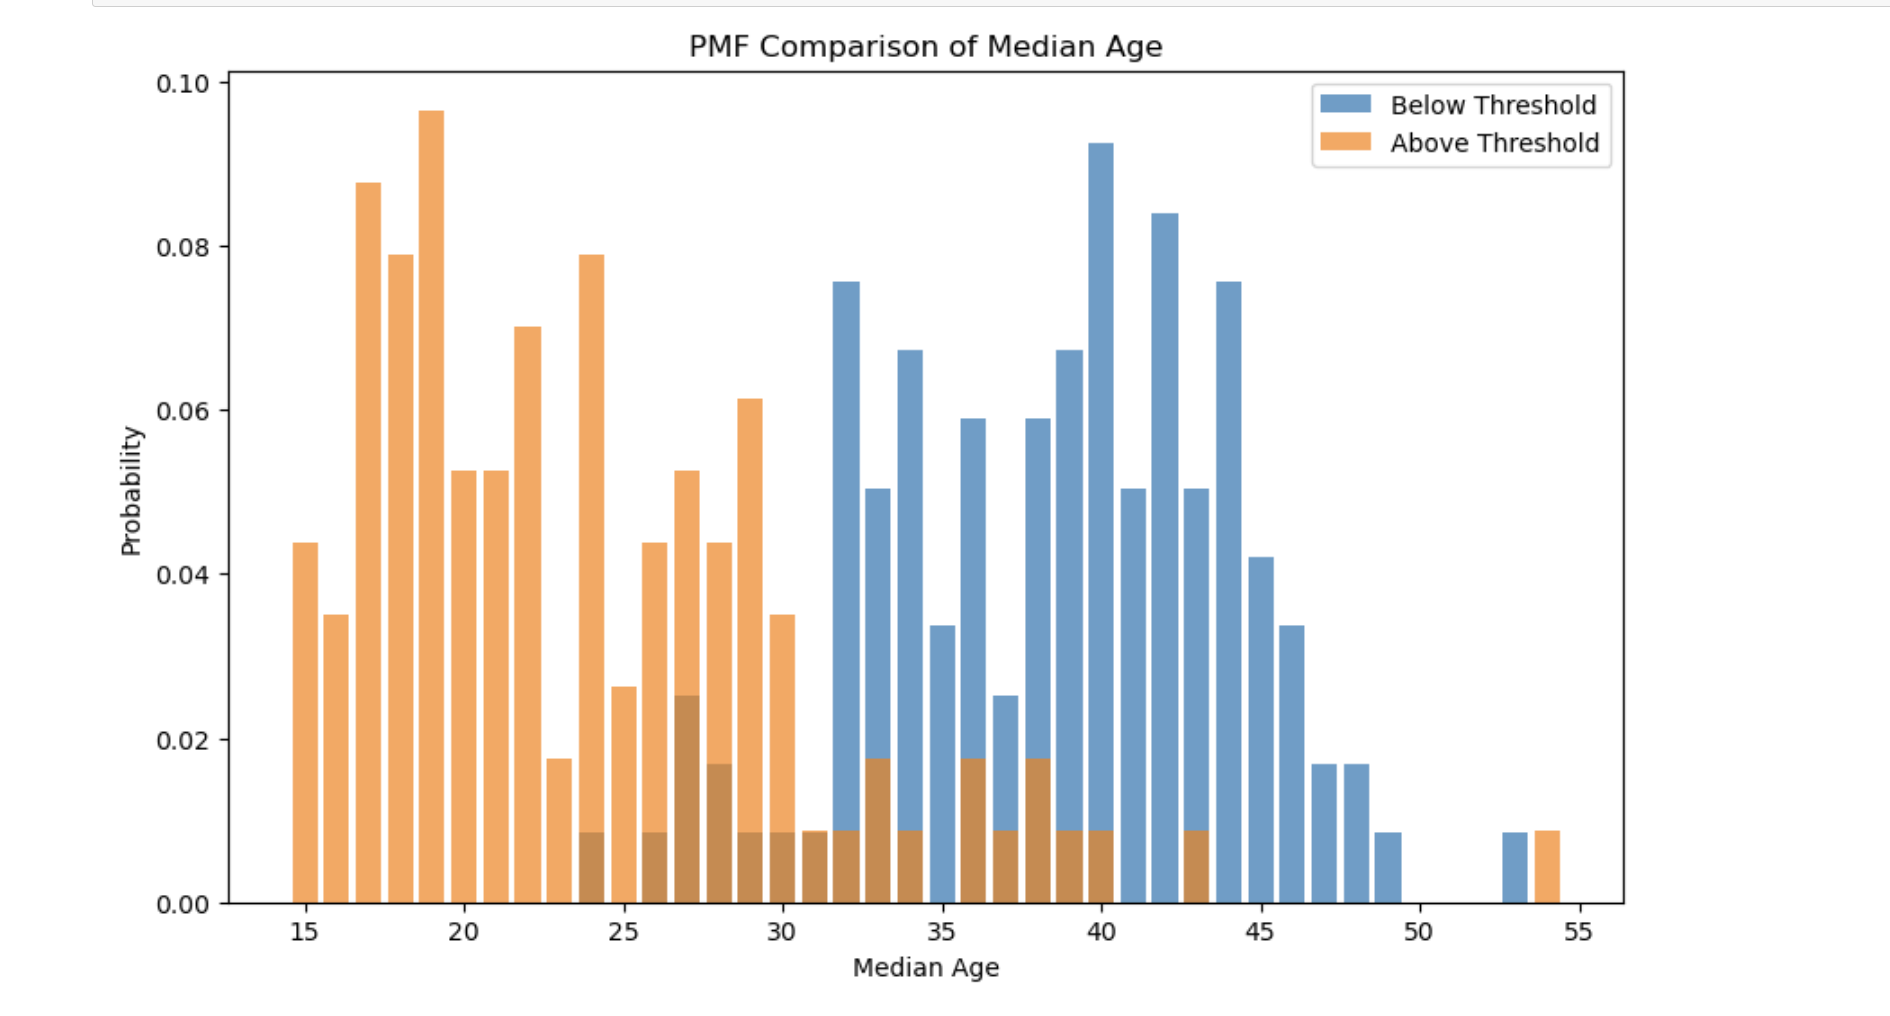 PMF Comparison of Median Age
Below Threshold
Above Threshold
Probability
0.10
0.08
0.06
0.04
0.02
0.00
15 20 25 30 35 40 45 50 55
Median Age